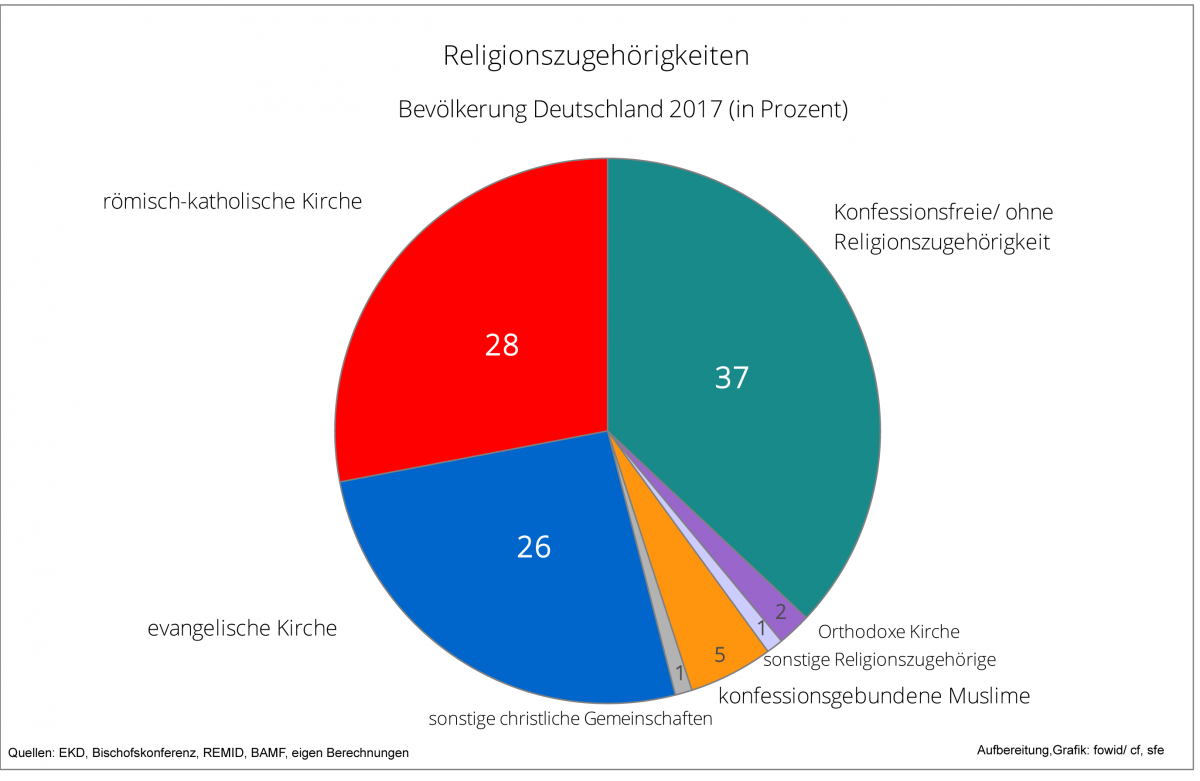 Religionszugehörigkeiten
Bevölkerung Deutschland 2017 (in Prozent)
römisch-katholische Kirche
Konfessionsfreie/ ohne
Religionszugehörigkeit
28
37
26
evangelische Kirche
2
1
5
1
Orthodoxe Kirche
sonstige Religionszugehörige
konfessionsgebundene Muslime
sonstige christliche Gemeinschaften
Quellen: EKD, Bischofskonferenz, REMID, BAMF, eigen Berechnungen
Aufbereitung,Grafik: fowid/ cf, sfe